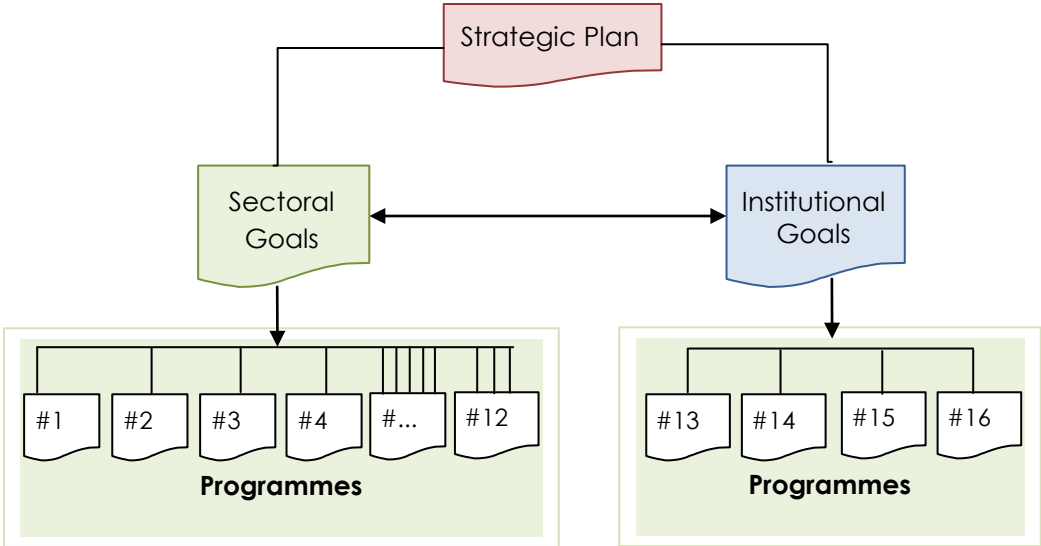 Strategic Plan
Sectoral
Goals
Institutional
Goals
#1
#2
#3
#4
#...
#12
Programmes
#13
#14
#15
#16
Programmes